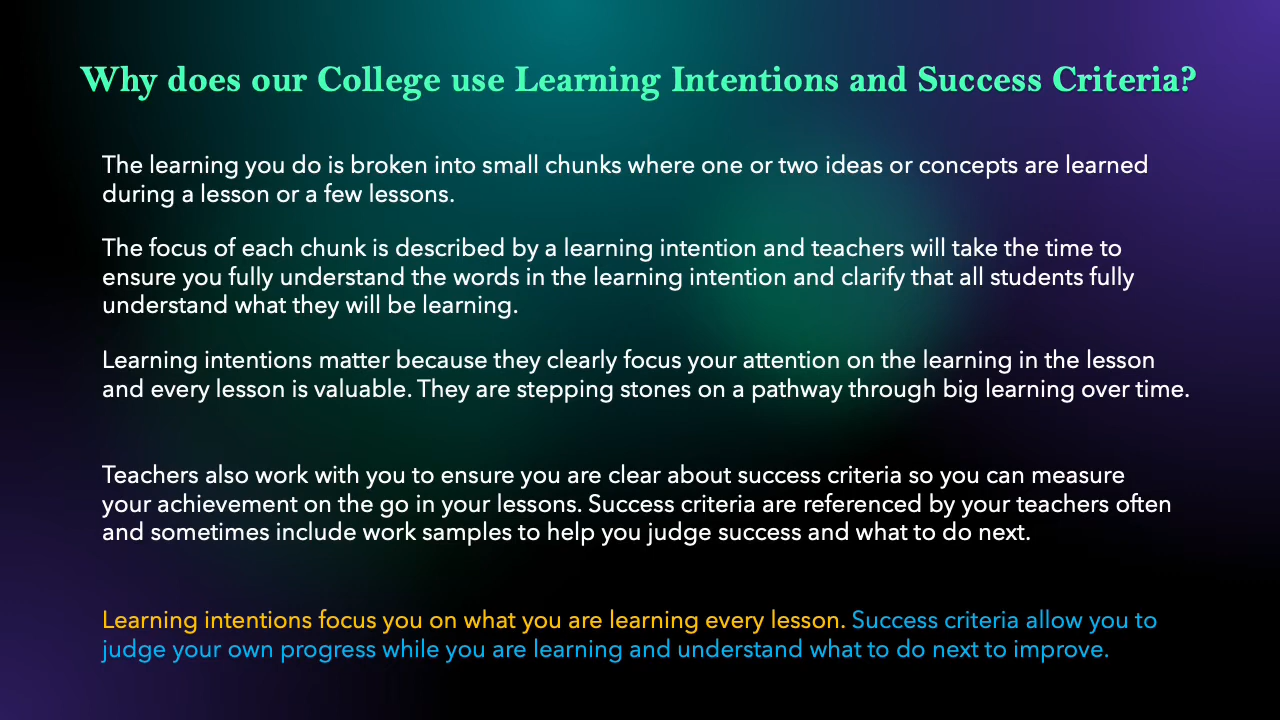 Why does our College use Learning Intentions and Success Criteria?
The learning you do is broken into small chunks where one or two ideas or concepts are learned
during a lesson or a few lessons.
The focus of each chunk is described by a learning intention and teachers will take the time to
ensure you fully understand the words in the learning intention and clarify that all students fully
understand what they will be learning.
Learning intentions matter because they clearly focus your attention on the learning in the lesson
and every lesson is valuable. They are stepping stones on a pathway through big learning over time.
Teachers also work with you to ensure you are clear about success criteria so you can measure
your achievement on the go in your lessons. Success criteria are referenced by your teachers often
and sometimes include work samples to help you judge success and what to do next.
Learning intentions focus you on what you are learning every lesson. Success criteria allow you to
judge your own progress while you are learning and understand what to do next to improve.